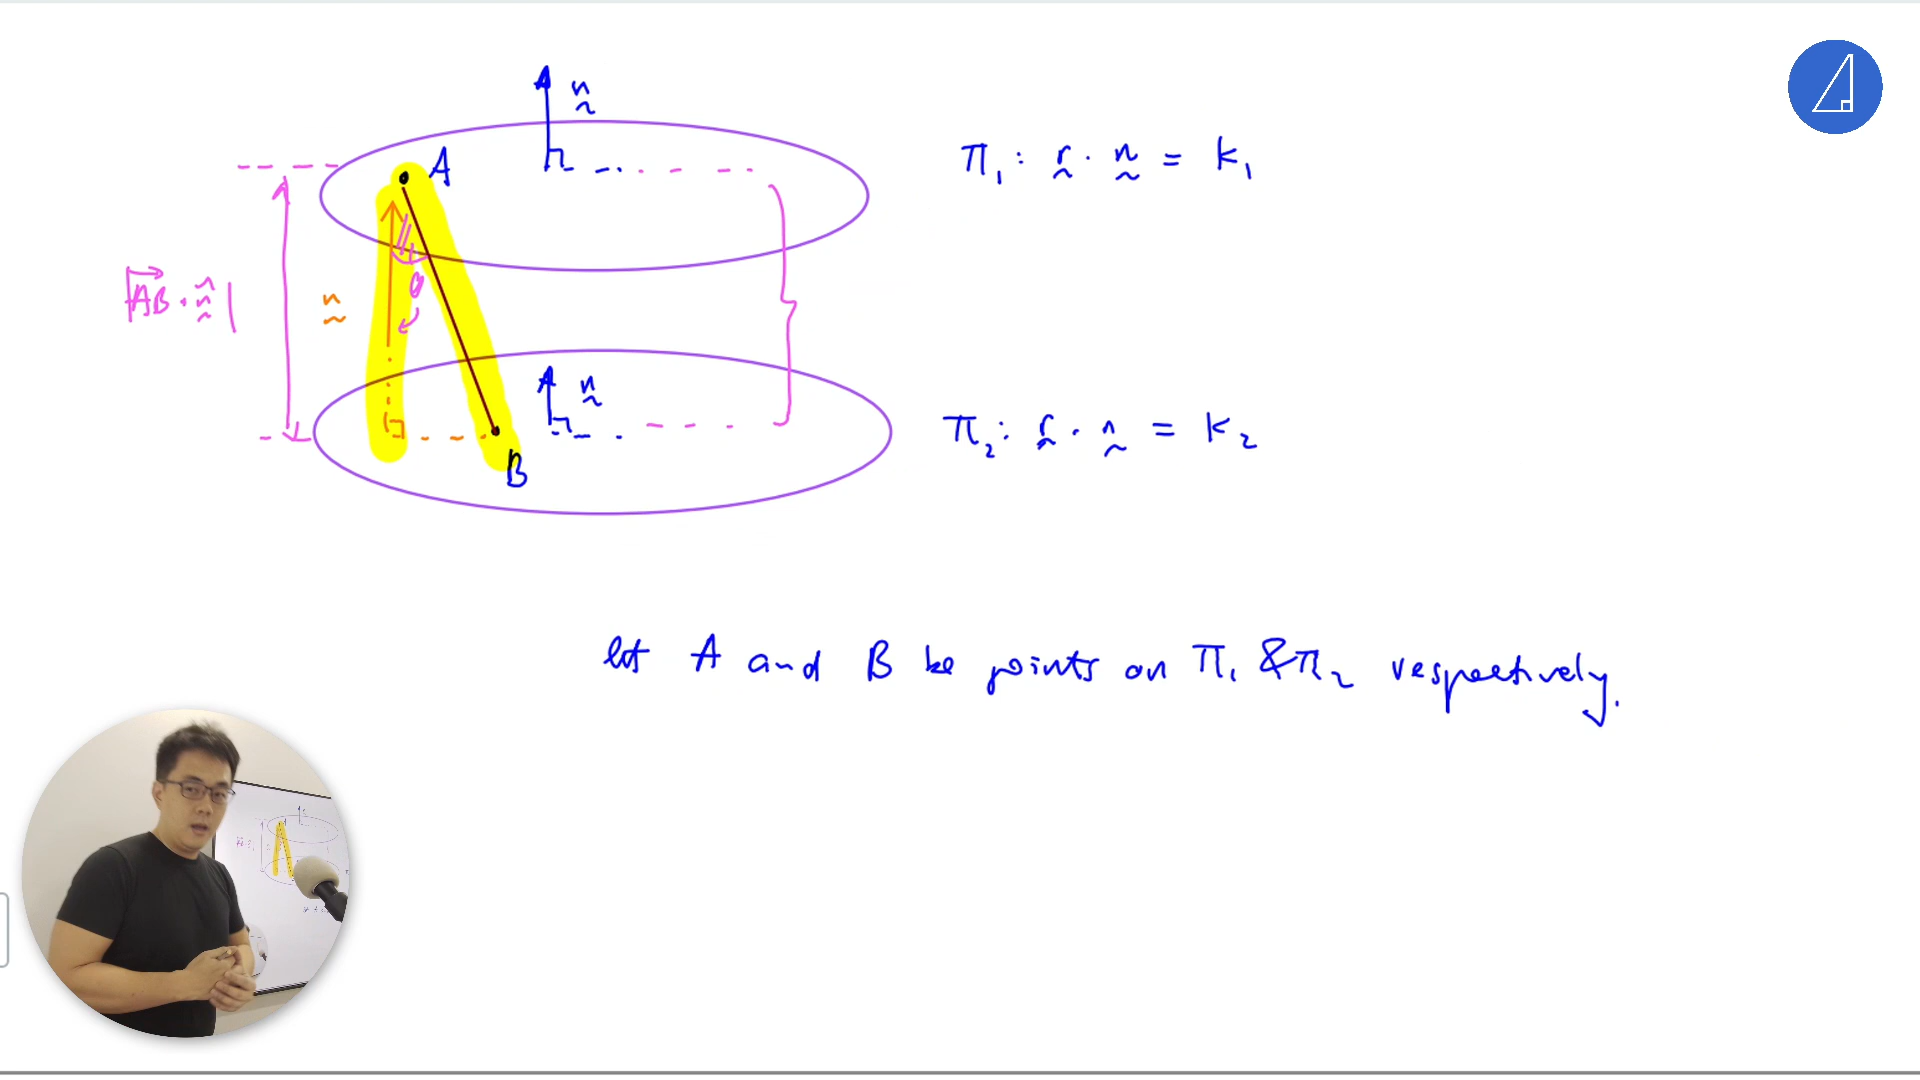 n
A
π₁ : r · n = k₁
|AB · n̂|
n
θ
n
π₂ : r · n = k₂
B
let A and B be points on π₁ & π₂ respectively.